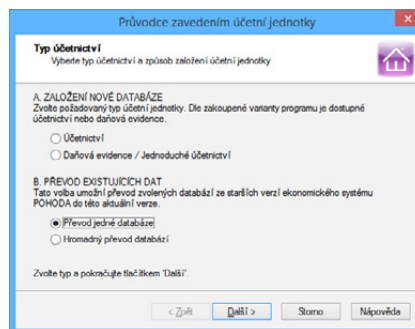 Průvodce zavedením účetní jednotky
x
Typ účetnictví
Vyberte typ účetnictví a způsob založení účetní jednotky
A. ZALOŽENÍ NOVÉ DATABÁZE
Zvolte požadovaný typ účetní jednotky. Dle zakoupené varianty programu je dostupné
účetnictví nebo daňová evidence.
Účetnictví
Daňová evidence / Jednoduché účetnictví
B. PŘEVOD EXISTUJÍCÍCH DAT
Tato volba umožní převod zvolených databází ze starších verzí ekonomického systému
POHODA do této aktuální verze.
Převod jedné databáze
Hromadný převod databází
Zvolte typ a pokračujte tlačítkem 'Další'.
< Zpět Další > Storno Nápověda